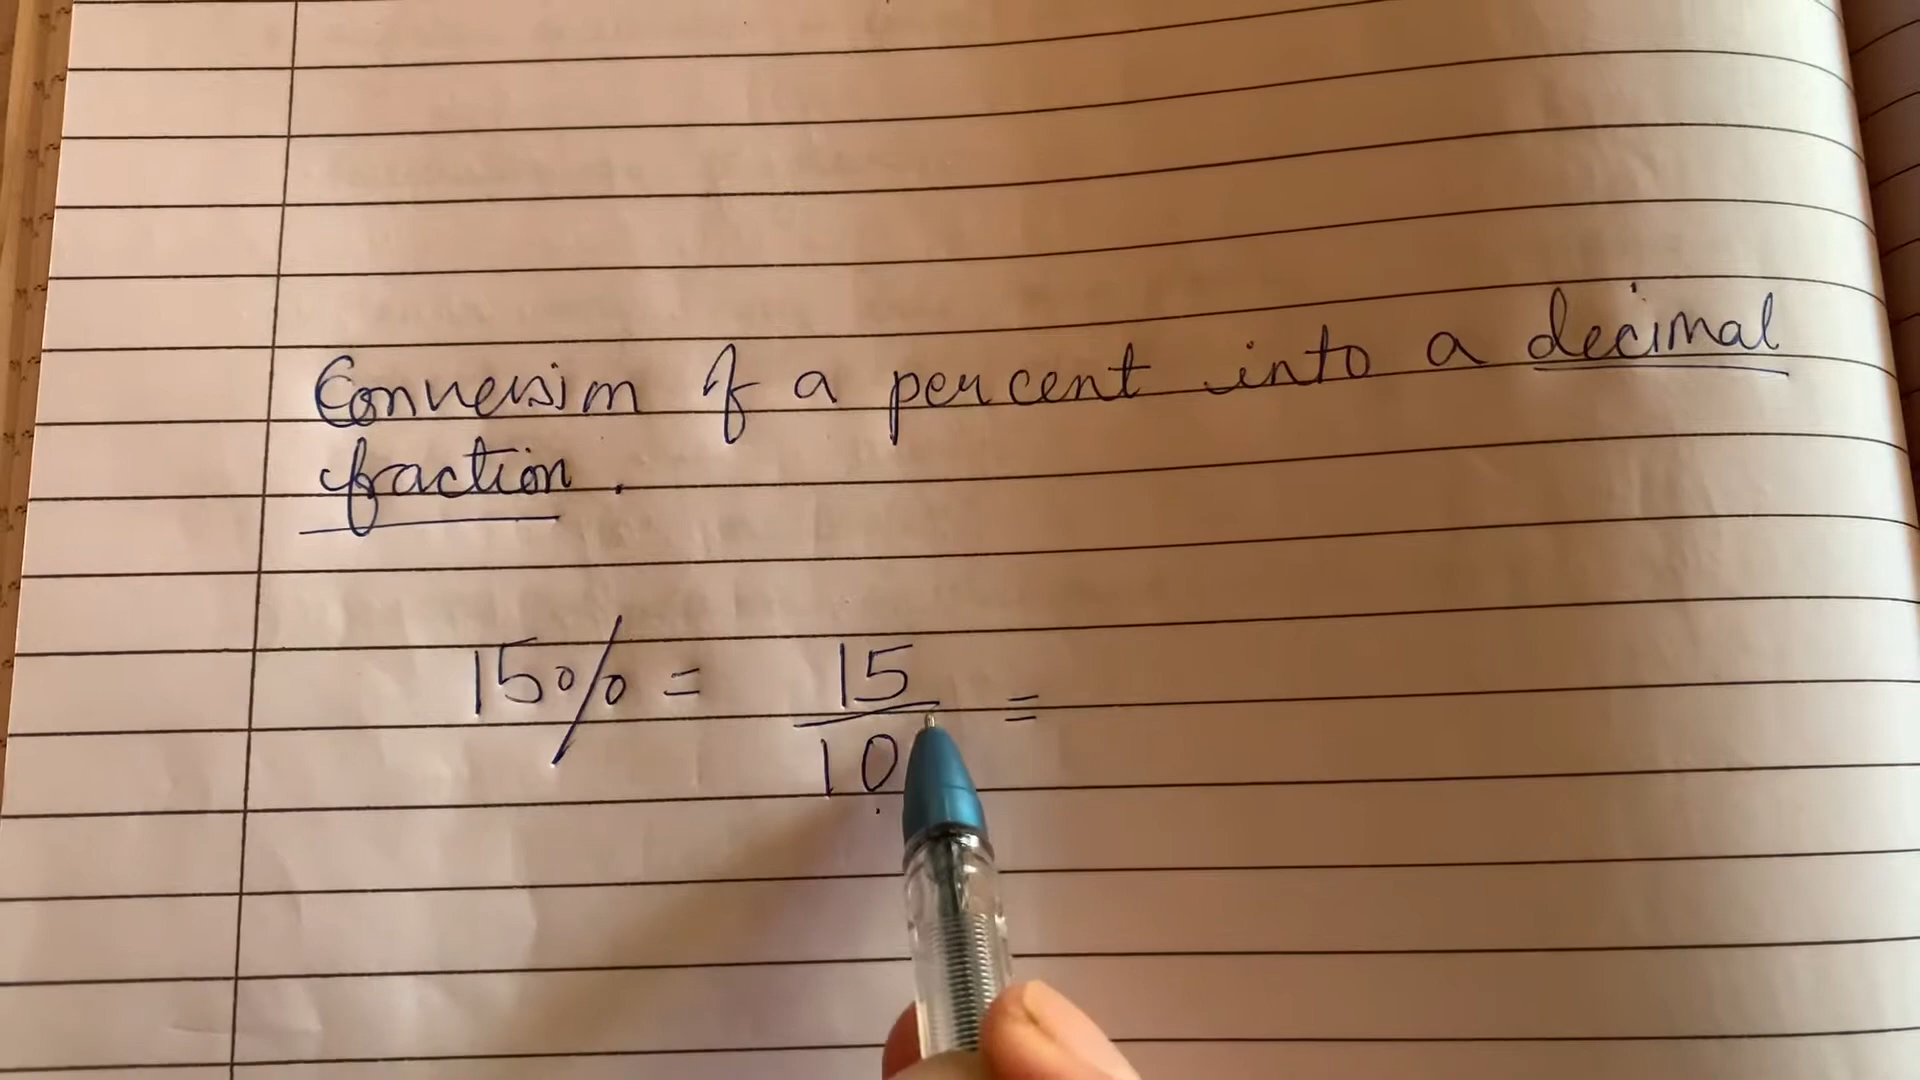 Conversion of a percent into a decimal
fraction.
15% = 15/10 =